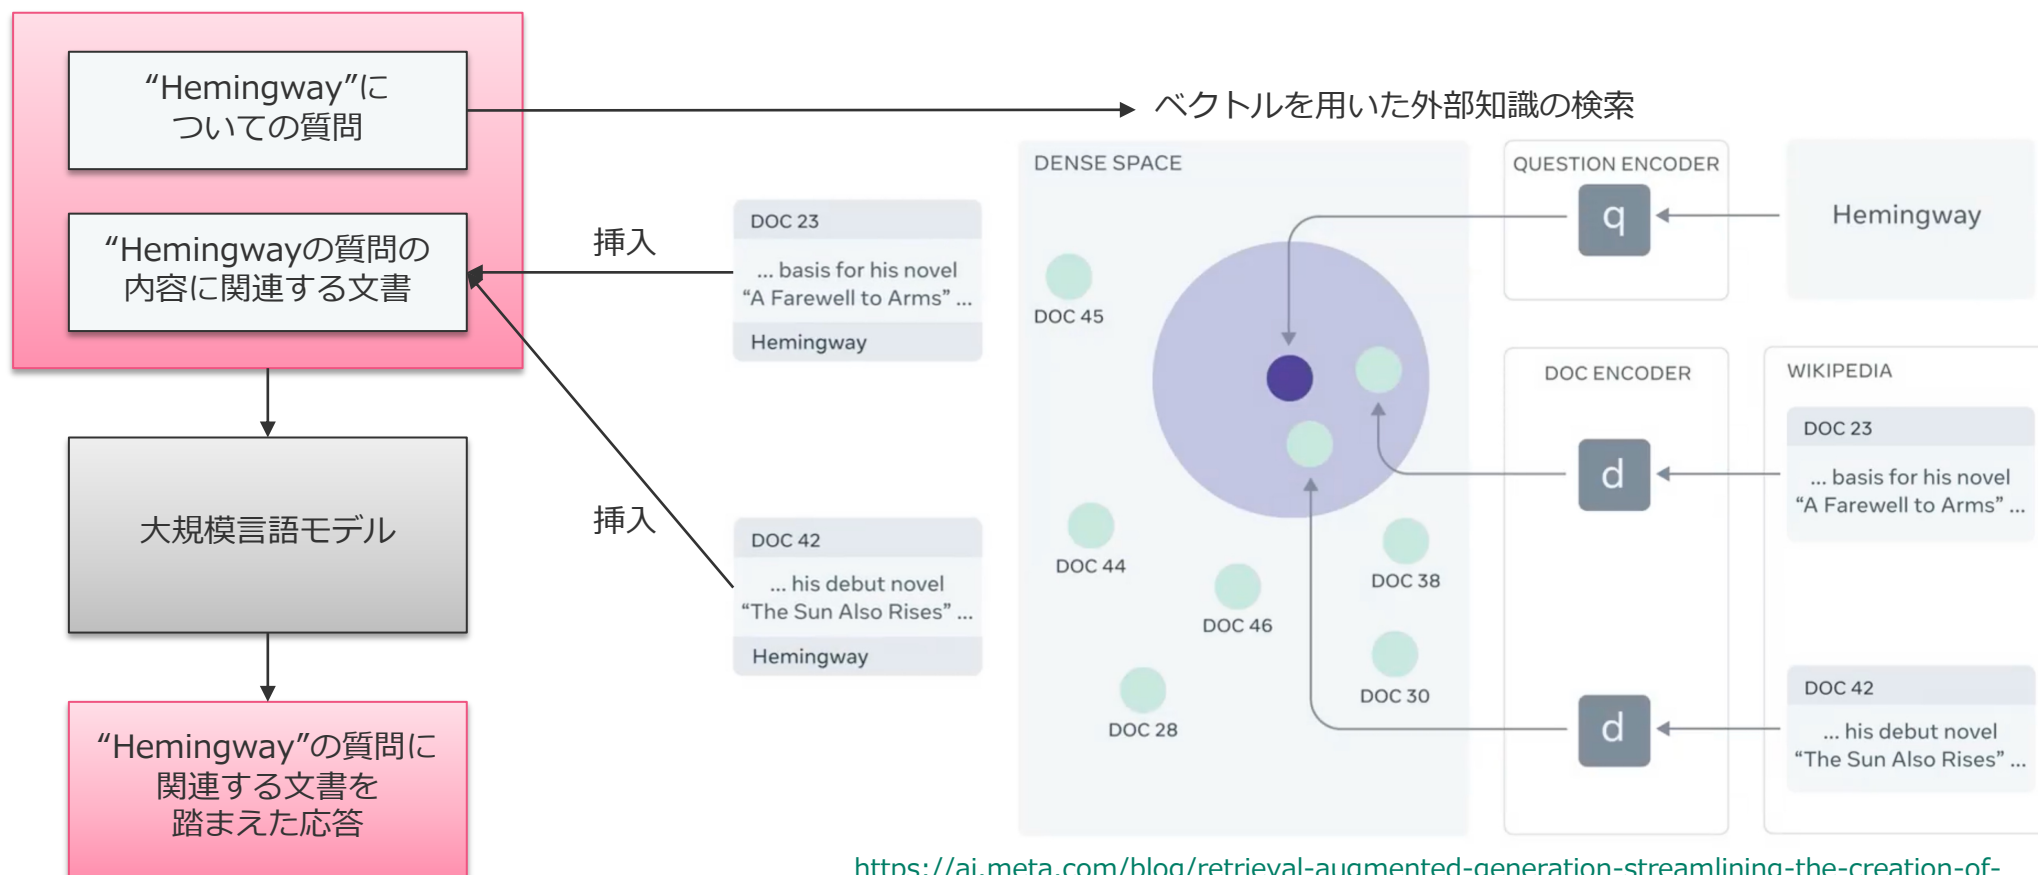 “Hemingway”に
ついての質問
“Hemingwayの質問の
内容に関連する文書
大規模言語モデル
“Hemingway”の質問に
関連する文書を
踏まえた応答
挿入
挿入
DOC 23
... basis for his novel
“A Farewell to Arms” ...
Hemingway
DOC 42
... his debut novel
“The Sun Also Rises” ...
Hemingway
ベクトルを用いた外部知識の検索
DENSE SPACE
DOC 45
DOC 44
DOC 38
DOC 46
DOC 30
DOC 28
QUESTION ENCODER
q
Hemingway
DOC ENCODER
d
d
WIKIPEDIA
DOC 23
... basis for his novel
“A Farewell to Arms” ...
DOC 42
... his debut novel
“The Sun Also Rises” ...
https://ai.meta.com/blog/retrieval-augmented-generation-streamlining-the-creation-of-